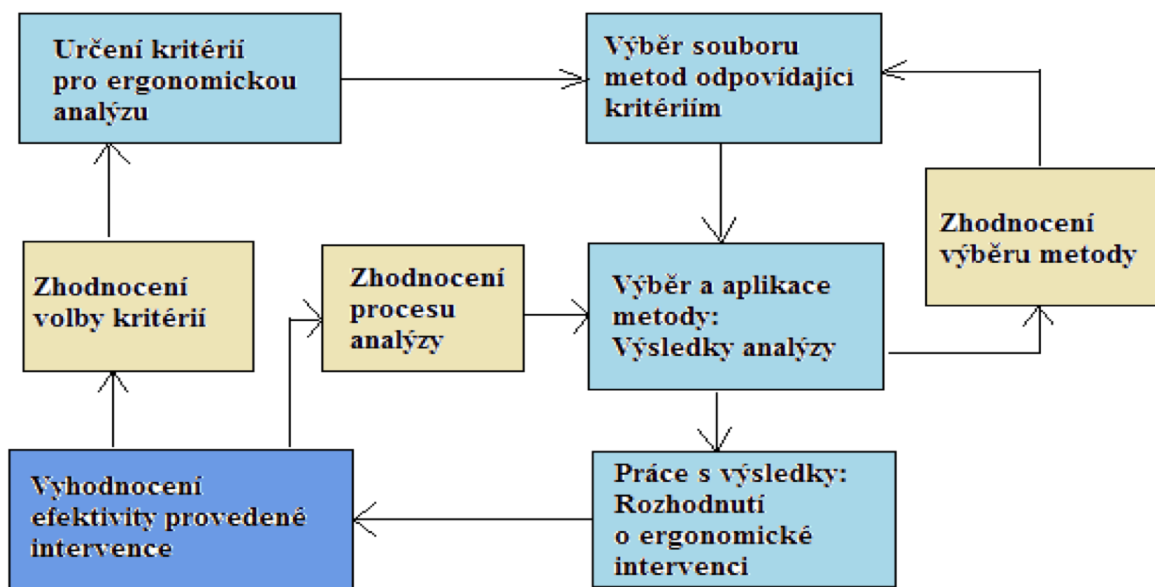 Určení kritérií
pro ergonomickou
analýzu
Výběr souboru
metod odpovídající
kritériím
Zhodnocení
výběru metody
Zhodnocení
volby kritérií
Zhodnocení
procesu
analýzy
Výběr a aplikace
metody:
Výsledky analýzy
Vyhodnocení
efektivity provedené
intervence
Práce s výsledky:
Rozhodnutí
o ergonomické
intervenci